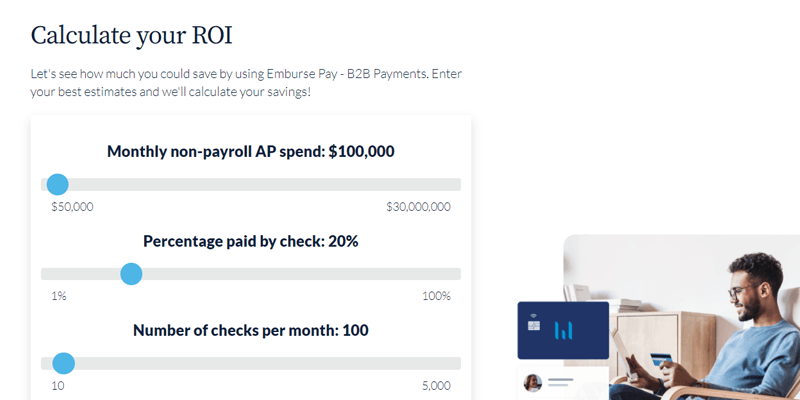 Calculate your ROI
Let's see how much you could save by using Emburse Pay - B2B Payments. Enter
your best estimates and we'll calculate your savings!
Monthly non-payroll AP spend: $100,000
$50,000 $30,000,000
Percentage paid by check: 20%
1% 100%
Number of checks per month: 100
10 5,000